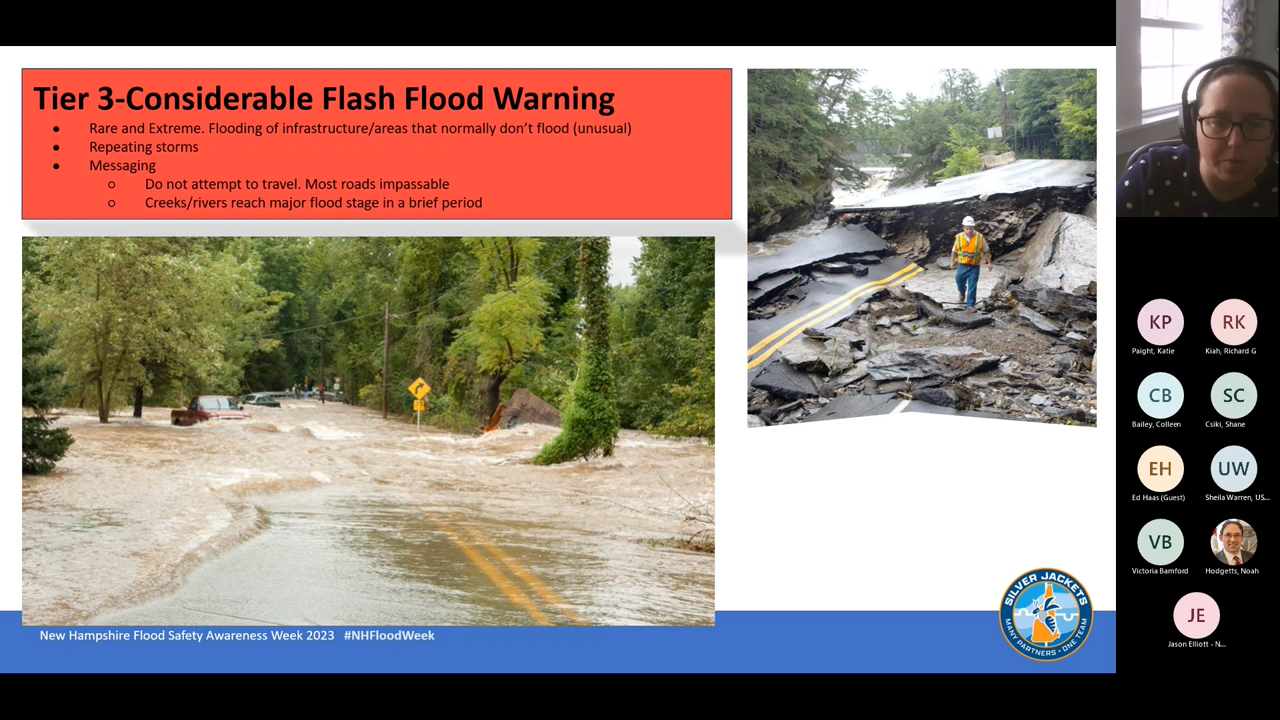 Tier 3-Considerable Flash Flood Warning
● Rare and Extreme. Flooding of infrastructure/areas that normally don’t flood (unusual)
● Repeating storms
● Messaging
○ Do not attempt to travel. Most roads impassable
○ Creeks/rivers reach major flood stage in a brief period
New Hampshire Flood Safety Awareness Week 2023 #NHFloodWeek
SILVER JACKETS
MANY PARTNERS • ONE TEAM
KP
Paight, Katie
RK
Kiah, Richard G
CB
Bailey, Colleen
SC
Csiki, Shane
EH
Ed Haas (Guest)
UW
Sheila Warren, US...
VB
Victoria Bamford
Hodgetts, Noah
JE
Jason Elliott - N...